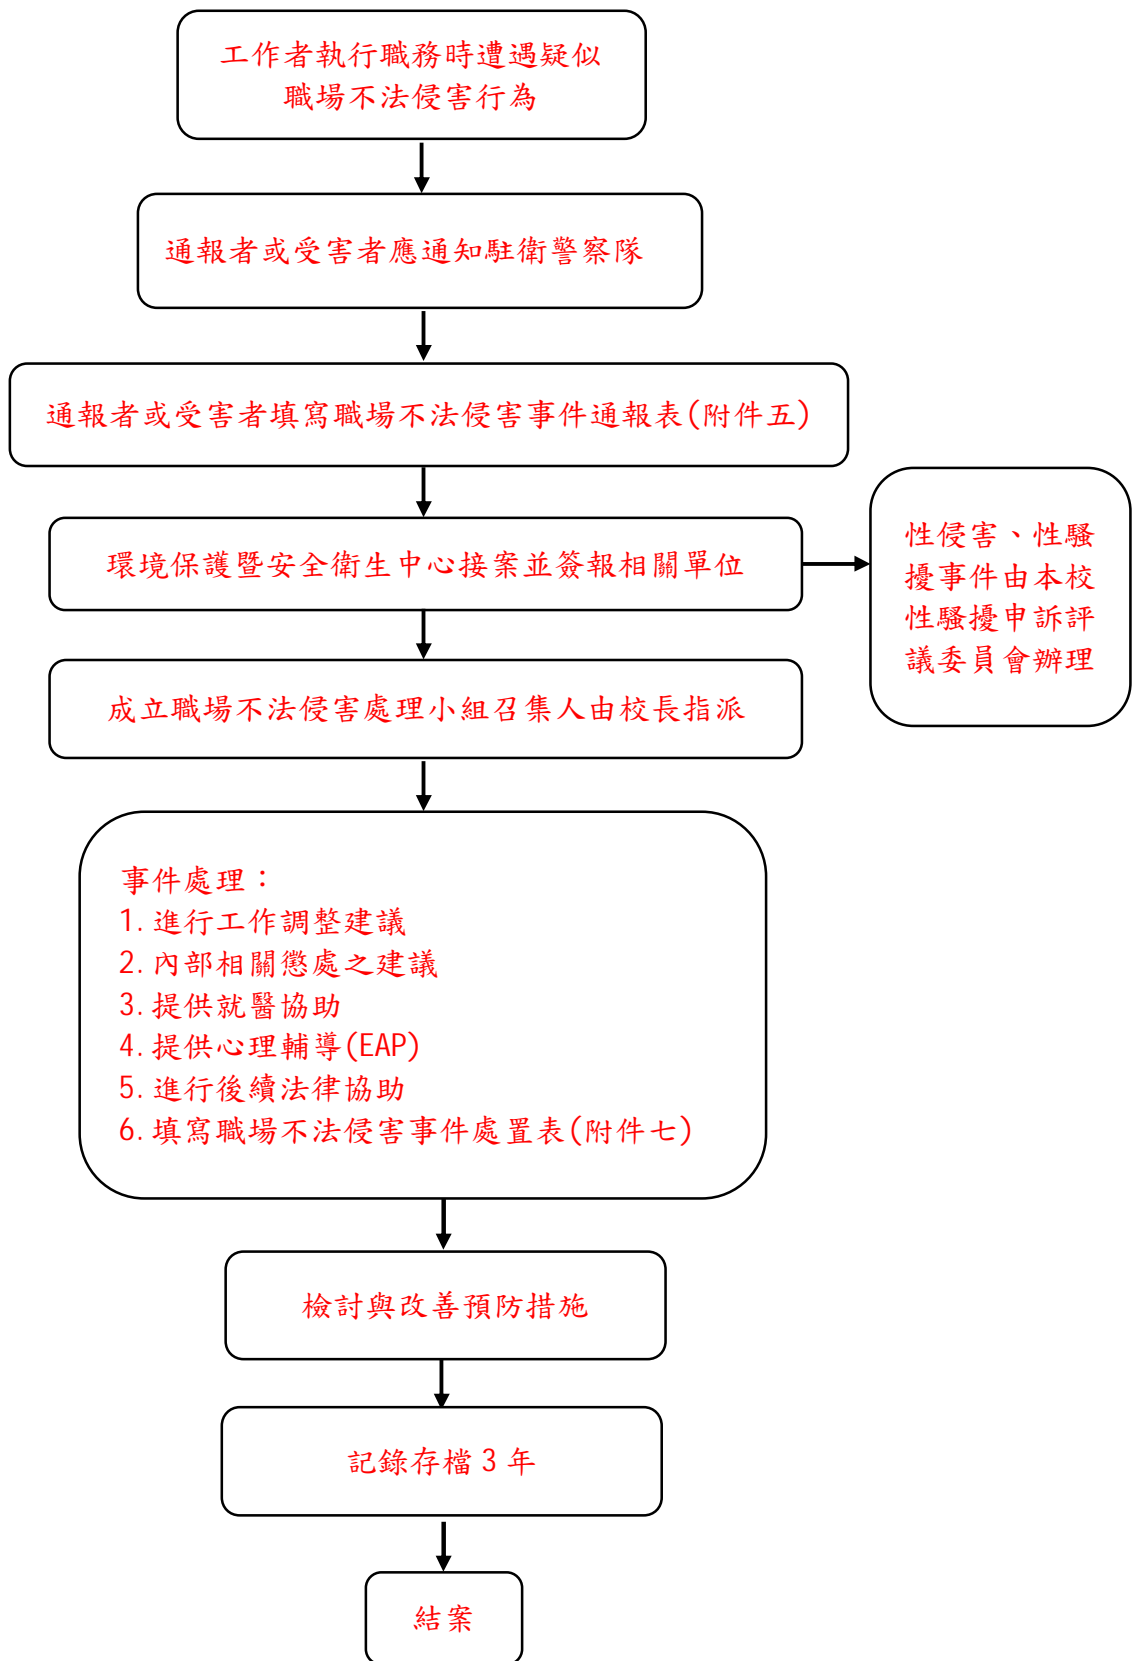 工作者執行職務時遭遇疑似
職場不法侵害行為
通報者或受害者應通知駐衛警察隊
通報者或受害者填寫職場不法侵害事件通報表(附件五)
環境保護暨安全衛生中心接案並簽報相關單位
性侵害、性騷
擾事件由本校
性騷擾申訴評
議委員會辦理
成立職場不法侵害處理小組召集人由校長指派
事件處理：
1.進行工作調整建議
2.內部相關懲處之建議
3.提供就醫協助
4.提供心理輔導(EAP)
5.進行後續法律協助
6.填寫職場不法侵害事件處置表(附件七)
檢討與改善預防措施
記錄存檔 3 年
結案